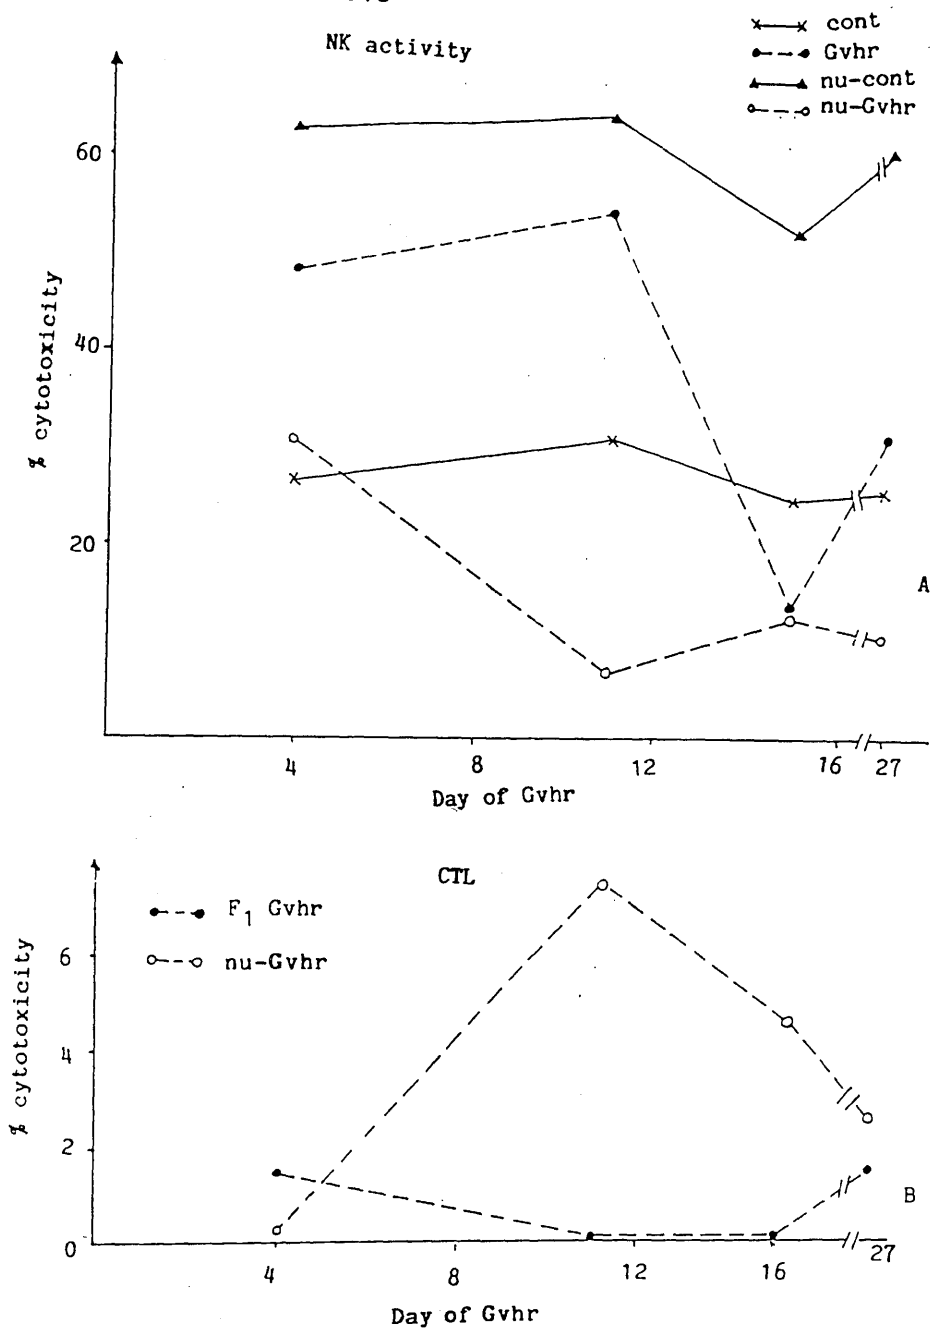 NK activity
cont
Gvhr
nu-cont
nu-Gvhr
60
40
20
% cytotoxicity
A
4 8 12 16 27
Day of Gvhr
CTL
F1 Gvhr
nu-Gvhr
6
4
2
0
% cytotoxicity
B
4 8 12 16 27
Day of Gvhr